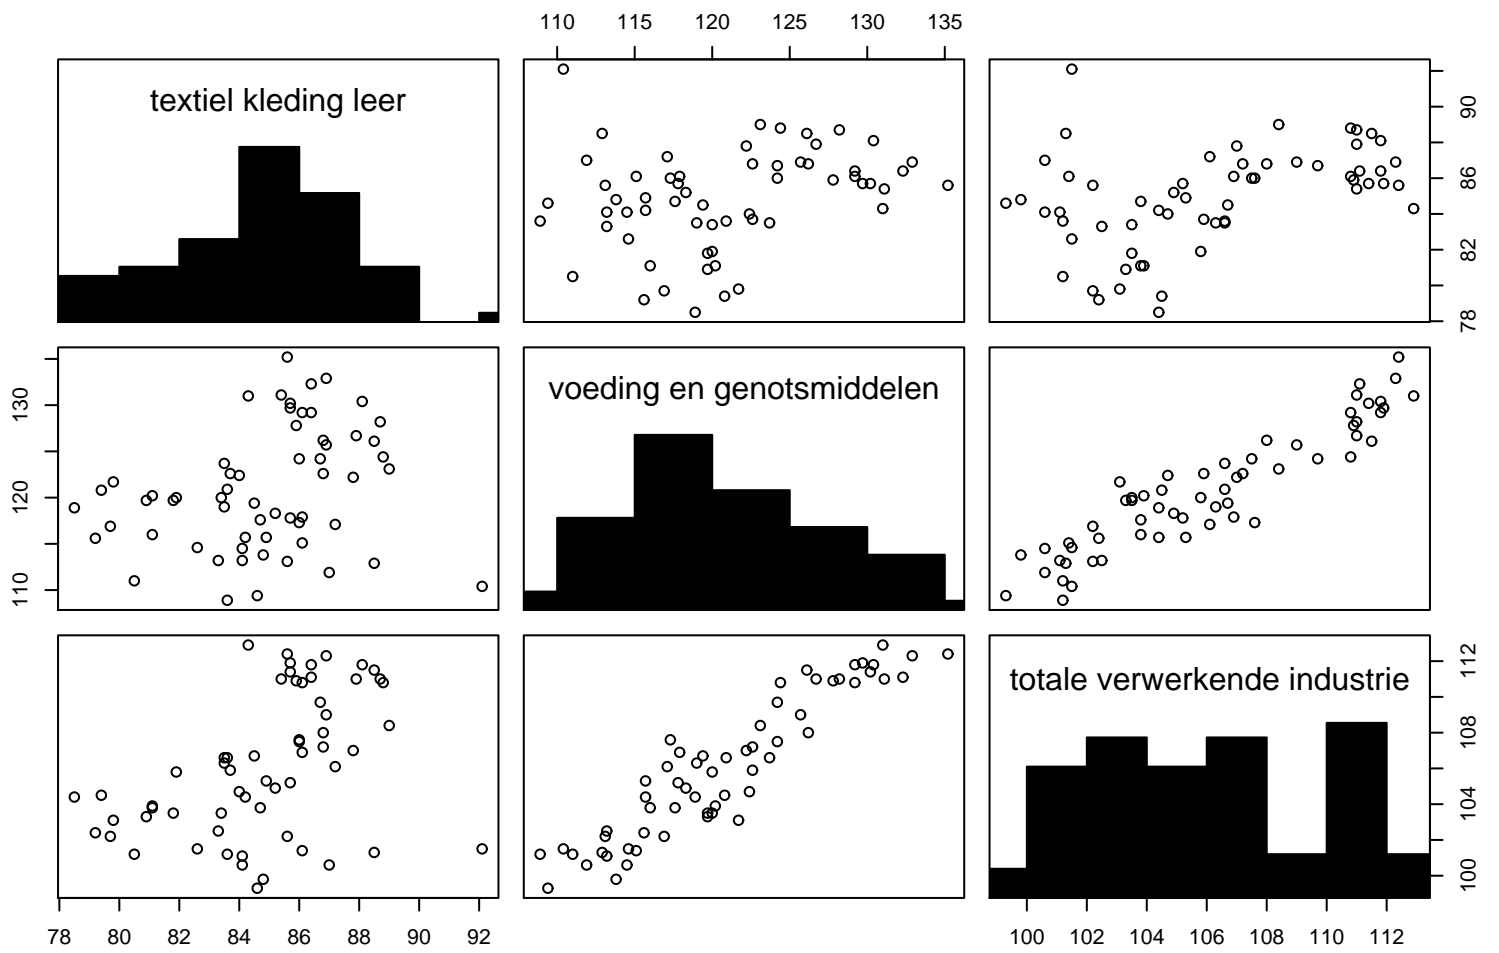 110 115 120 125 130 135
textiel kleding leer
78 82 86 90
voeding en genotsmiddelen
110 120 130
totale verwerkende industrie
100 104 108 112
78 80 82 84 86 88 90 92
100 102 104 106 108 110 112